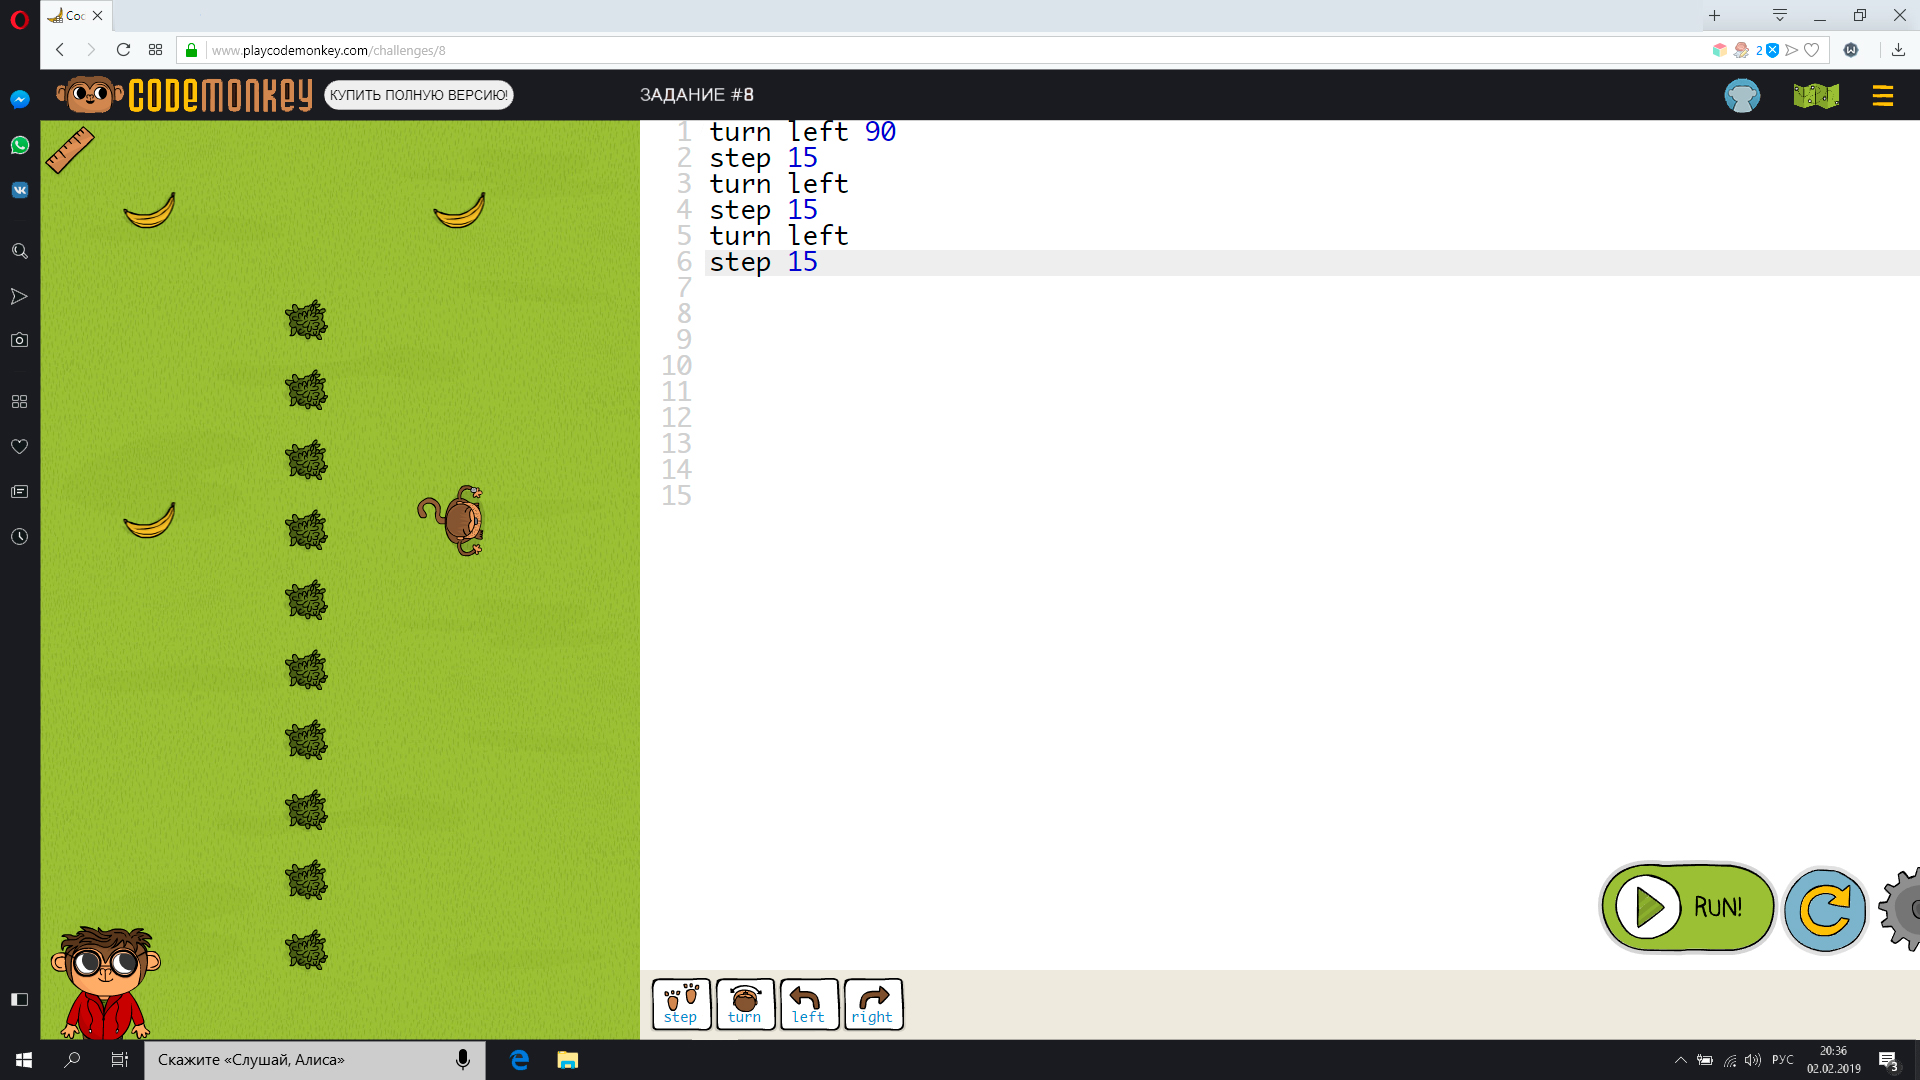 Coc
www.playcodemonkey.com/challenges/8
2
CODEMONKEY
КУПИТЬ ПОЛНУЮ ВЕРСИЮ!
ЗАДАНИЕ #8
1 turn left 90
2 step 15
3 turn left
4 step 15
5 turn left
6 step 15
7
8
9
10
11
12
13
14
15
RUN!
step
turn
left
right
Скажите «Слушай, Алиса»
РУС
20:36
02.02.2019
3